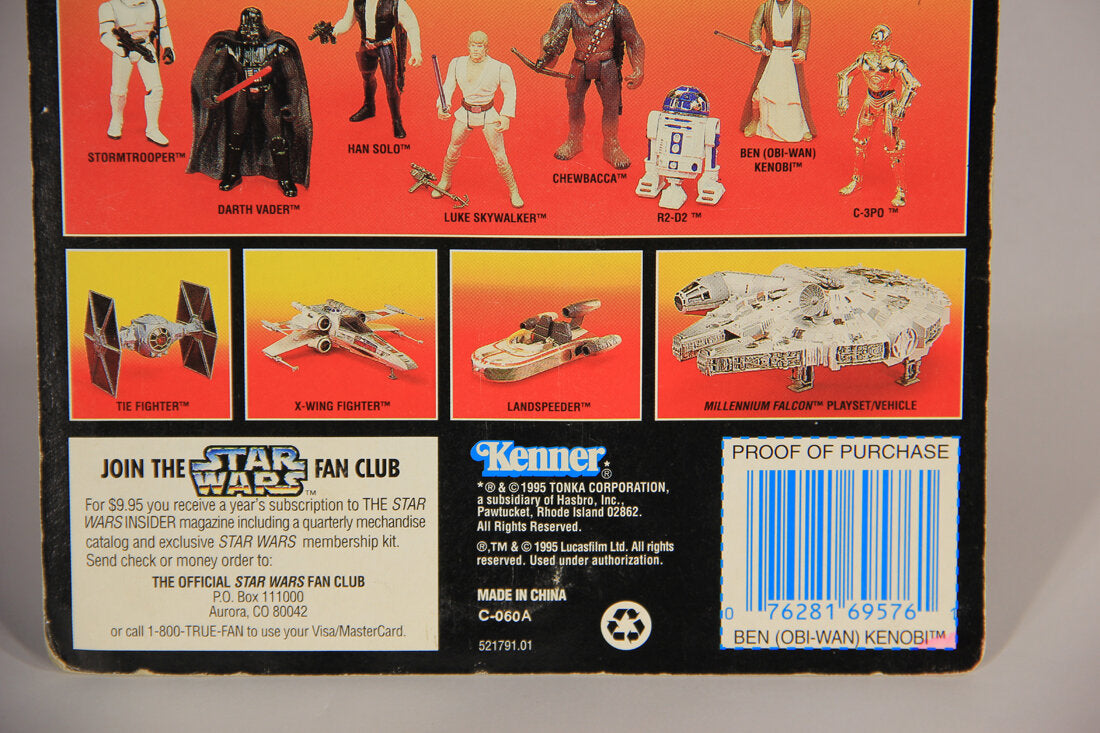 STORMTROOPER™
DARTH VADER™
HAN SOLO™
LUKE SKYWALKER™
CHEWBACCA™
R2-D2 ™
BEN (OBI-WAN)
KENOBI™
C-3PO ™
TIE FIGHTER™
X-WING FIGHTER™
LANDSPEEDER™
MILLENNIUM FALCON™ PLAYSET/VEHICLE
JOIN THE STAR WARS™ FAN CLUB
For $9.95 you receive a year's subscription to THE STAR
WARS INSIDER magazine including a quarterly mechandise
catalog and exclusive STAR WARS membership kit.
Send check or money order to:
THE OFFICIAL STAR WARS FAN CLUB
P.O. Box 111000
Aurora, CO 80042
or call 1-800-TRUE-FAN to use your Visa/MasterCard.
Kenner®
*® & © 1995 TONKA CORPORATION,
a subsidiary of Hasbro, Inc.,
Pawtucket, Rhode Island 02862.
All Rights Reserved.
®,TM & © 1995 Lucasfilm Ltd. All rights
reserved. Used under authorization.
MADE IN CHINA
C-060A
521791.01
PROOF OF PURCHASE
0 76281 69576 1
BEN (OBI-WAN) KENOBI™